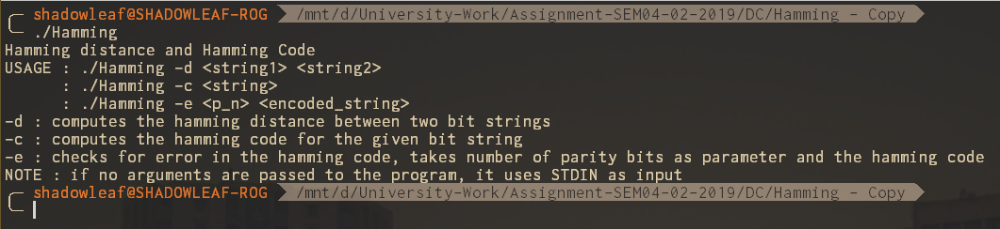 shadowleaf@SHADOWLEAF-ROG /mnt/d/University-Work/Assignment-SEM04-02-2019/DC/Hamming - Copy
./Hamming
Hamming distance and Hamming Code
USAGE : ./Hamming -d <string1> <string2>
      : ./Hamming -c <string>
      : ./Hamming -e <p_n> <encoded_string>
-d : computes the hamming distance between two bit strings
-c : computes the hamming code for the given bit string
-e : checks for error in the hamming code, takes number of parity bits as parameter and the hamming code
NOTE : if no arguments are passed to the program, it uses STDIN as input
shadowleaf@SHADOWLEAF-ROG /mnt/d/University-Work/Assignment-SEM04-02-2019/DC/Hamming - Copy